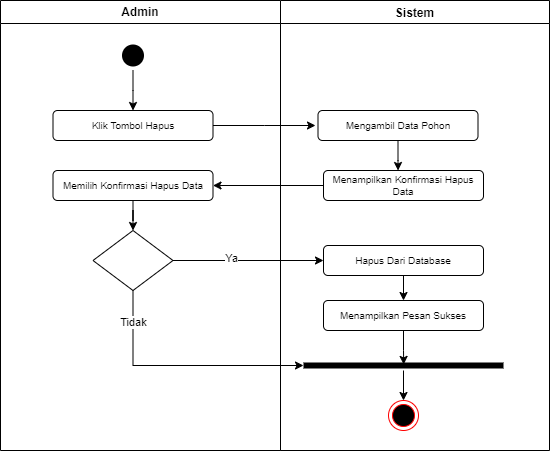 Admin
Sistem
Klik Tombol Hapus
Mengambil Data Pohon
Memilih Konfirmasi Hapus Data
Menampilkan Konfirmasi Hapus
Data
Ya
Hapus Dari Database
Menampilkan Pesan Sukses
Tidak